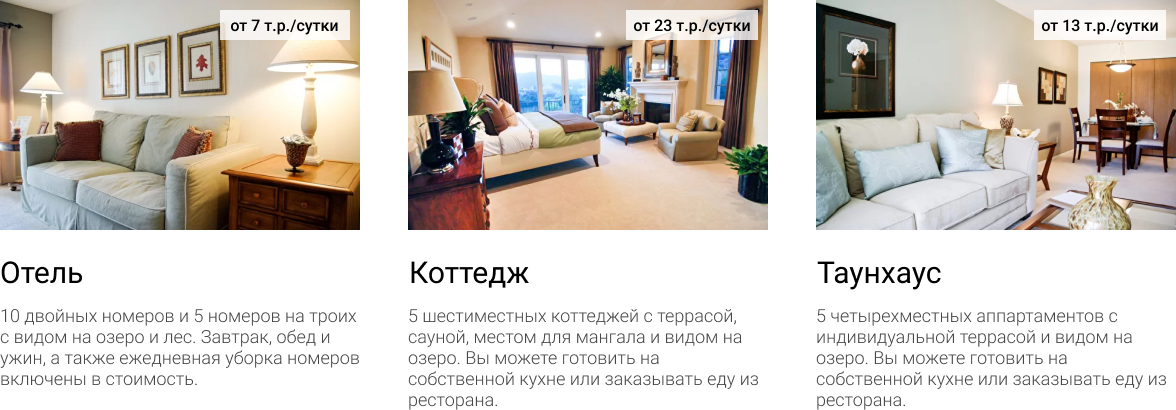 от 7 т.р./сутки
Отель
10 двойных номеров и 5 номеров на троих
с видом на озеро и лес. Завтрак, обед и
ужин, а также ежедневная уборка номеров
включены в стоимость.
от 23 т.р./сутки
Коттедж
5 шестиместных коттеджей с террасой,
сауной, местом для мангала и видом на
озеро. Вы можете готовить на
собственной кухне или заказывать еду из
ресторана.
от 13 т.р./сутки
Таунхаус
5 четырехместных аппартаментов с
индивидуальной террасой и видом на
озеро. Вы можете готовить на
собственной кухне или заказывать еду из
ресторана.